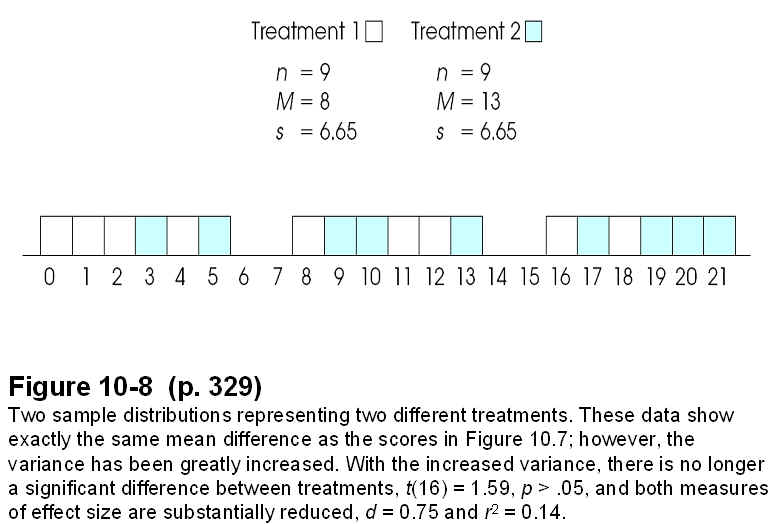 Treatment 1 Treatment 2
n = 9 n = 9
M = 8 M = 13
s = 6.65 s = 6.65
0 1 2 3 4 5 6 7 8 9 10 11 12 13 14 15 16 17 18 19 20 21
Figure 10-8 (p. 329)
Two sample distributions representing two different treatments. These data show
exactly the same mean difference as the scores in Figure 10.7; however, the
variance has been greatly increased. With the increased variance, there is no longer
a significant difference between treatments, t(16) = 1.59, p > .05, and both measures
of effect size are substantially reduced, d = 0.75 and r² = 0.14.